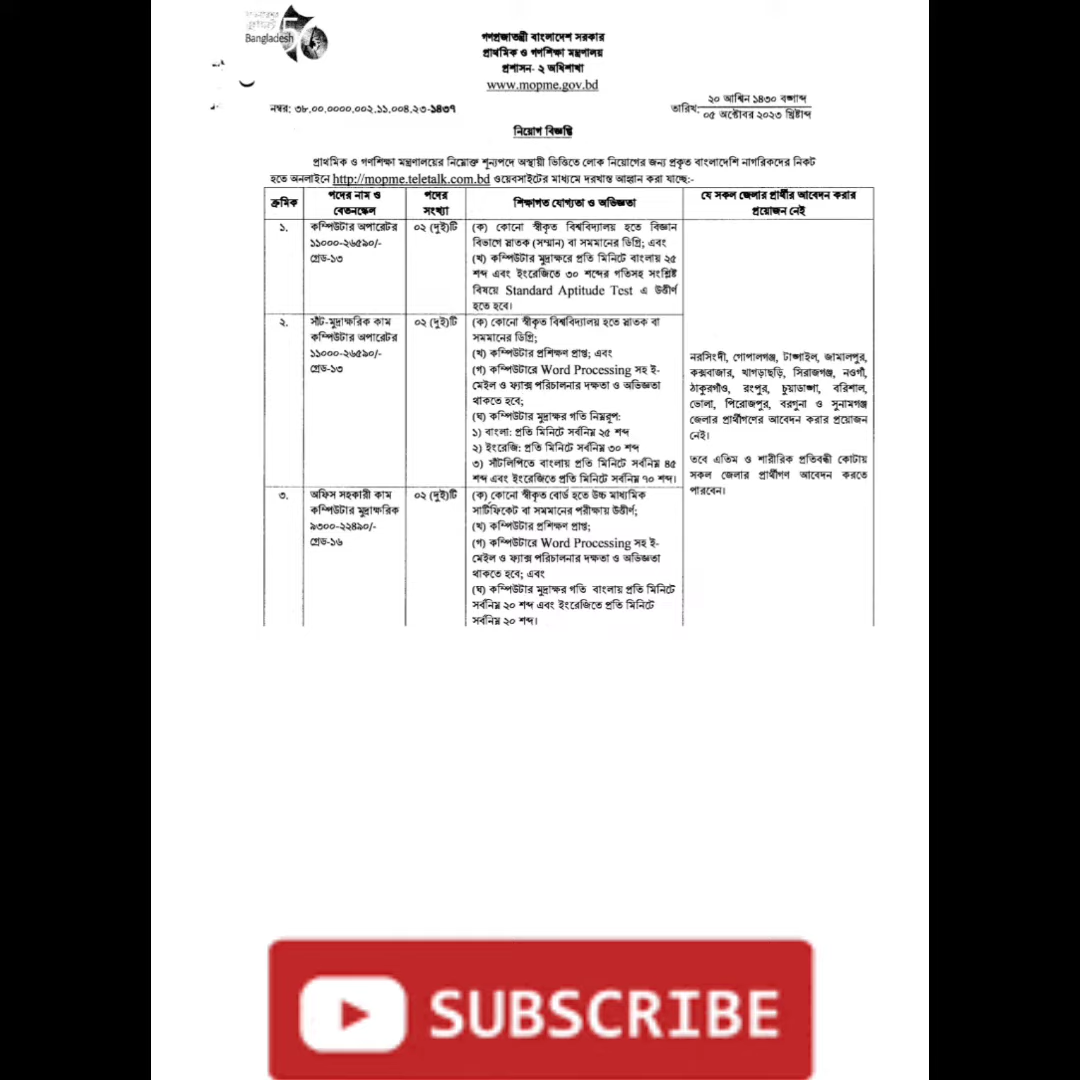 Bangladesh 50
গণপ্রজাতন্ত্রী বাংলাদেশ সরকার
প্রাথমিক ও গণশিক্ষা মন্ত্রণালয়
প্রশাসন- ২ অধিশাখা
www.mopme.gov.bd
নম্বর: ৩৮.০০.০০০০.০০২.১১.০০৪.২৩-১৪৩৭
২০ আশ্বিন ১৪৩০ বঙ্গাব্দ
তারিখ:
০৫ অক্টোবর ২০২৩ খ্রিষ্টাব্দ
নিয়োগ বিজ্ঞপ্তি
প্রাথমিক ও গণশিক্ষা মন্ত্রণালয়ের নিম্নোক্ত শূন্যপদে অস্থায়ী ভিত্তিতে লোক নিয়োগের জন্য প্রকৃত বাংলাদেশি নাগরিকদের নিকট
হতে অনলাইনে http://mopme.teletalk.com.bd ওয়েবসাইটের মাধ্যমে দরখাস্ত আহ্বান করা যাচ্ছে:-
ক্রমিক
পদের নাম ও
বেতনস্কেল
পদের
সংখ্যা
শিক্ষাগত যোগ্যতা ও অভিজ্ঞতা
যে সকল জেলার প্রার্থীর আবেদন করার
প্রয়োজন নেই
১.
কম্পিউটার অপারেটর
১১০০০-২৬৫৯০/-
গ্রেড-১৩
০২ (দুই)টি
(ক) কোনো স্বীকৃত বিশ্ববিদ্যালয় হতে বিজ্ঞান
বিভাগে স্নাতক (সম্মান) বা সমমানের ডিগ্রি; এবং
(খ) কম্পিউটার মুদ্রাক্ষরে প্রতি মিনিটে বাংলায় ২৫
শব্দ এবং ইংরেজিতে ৩০ শব্দের গতিসহ সংশ্লিষ্ট
বিষয়ে Standard Aptitude Test এ উত্তীর্ণ
হতে হবে।
২.
সাঁট-মুদ্রাক্ষরিক কাম
কম্পিউটার অপারেটর
১১০০০-২৬৫৯০/-
গ্রেড-১৩
০২ (দুই)টি
(ক) কোনো স্বীকৃত বিশ্ববিদ্যালয় হতে স্নাতক বা
সমমানের ডিগ্রি;
(খ) কম্পিউটার প্রশিক্ষণ প্রাপ্ত; এবং
(গ) কম্পিউটারে Word Processing সহ ই-
মেইল ও ফ্যাক্স পরিচালনার দক্ষতা ও অভিজ্ঞতা
থাকতে হবে;
(ঘ) কম্পিউটার মুদ্রাক্ষর গতি নিম্নরূপ:
১) বাংলা: প্রতি মিনিটে সর্বনিম্ন ২৫ শব্দ
২) ইংরেজি: প্রতি মিনিটে সর্বনিম্ন ৩০ শব্দ
৩) সাঁটলিপিতে বাংলায় প্রতি মিনিটে সর্বনিম্ন ৪৫
শব্দ এবং ইংরেজিতে প্রতি মিনিটে সর্বনিম্ন ৭০ শব্দ।
নরসিংদী, গোপালগঞ্জ, টাঙ্গাইল, জামালপুর,
কক্সবাজার, খাগড়াছড়ি, সিরাজগঞ্জ, নওগাঁ,
ঠাকুরগাঁও, রংপুর, চুয়াডাঙ্গা, বরিশাল,
ভোলা, পিরোজপুর, বরগুনা ও সুনামগঞ্জ
জেলার প্রার্থীগণের আবেদন করার প্রয়োজন
নেই।
তবে এতিম ও শারীরিক প্রতিবন্ধী কোটায়
সকল জেলার প্রার্থীগণ আবেদন করতে
পারবেন।
৩.
অফিস সহকারী কাম
কম্পিউটার মুদ্রাক্ষরিক
৯৩০০-২২৪৯০/-
গ্রেড-১৬
০২ (দুই)টি
(ক) কোনো স্বীকৃত বোর্ড হতে উচ্চ মাধ্যমিক
সার্টিফিকেট বা সমমানের পরীক্ষায় উত্তীর্ণ;
(খ) কম্পিউটার প্রশিক্ষণ প্রাপ্ত;
(গ) কম্পিউটারে Word Processing সহ ই-
মেইল ও ফ্যাক্স পরিচালনার দক্ষতা ও অভিজ্ঞতা
থাকতে হবে; এবং
(ঘ) কম্পিউটার মুদ্রাক্ষর গতি বাংলায় প্রতি মিনিটে
সর্বনিম্ন ২০ শব্দ এবং ইংরেজিতে প্রতি মিনিটে
সর্বনিম্ন ২০ শব্দ।
SUBSCRIBE